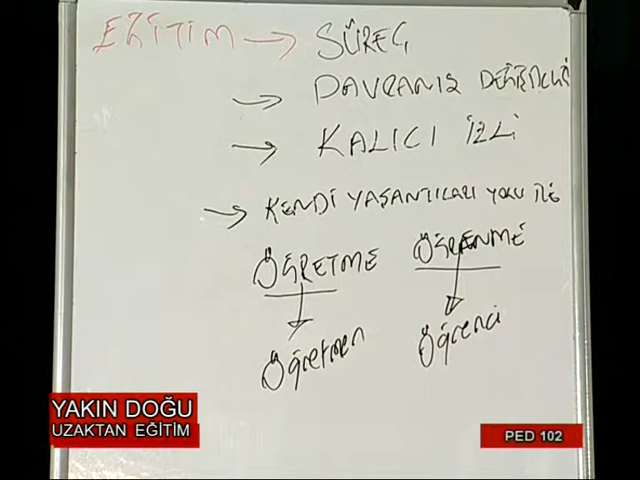 EĞİTİM → SÜREÇ
→ DAVRANIŞ DEĞİŞİKLİĞİ
→ KALICI İZLİ
→ KENDİ YAŞANTILARI YOLU İLE
ÖĞRETME ÖĞRENME
Öğretmen Öğrenci
YAKIN DOĞU
UZAKTAN EĞİTİM
PED 102